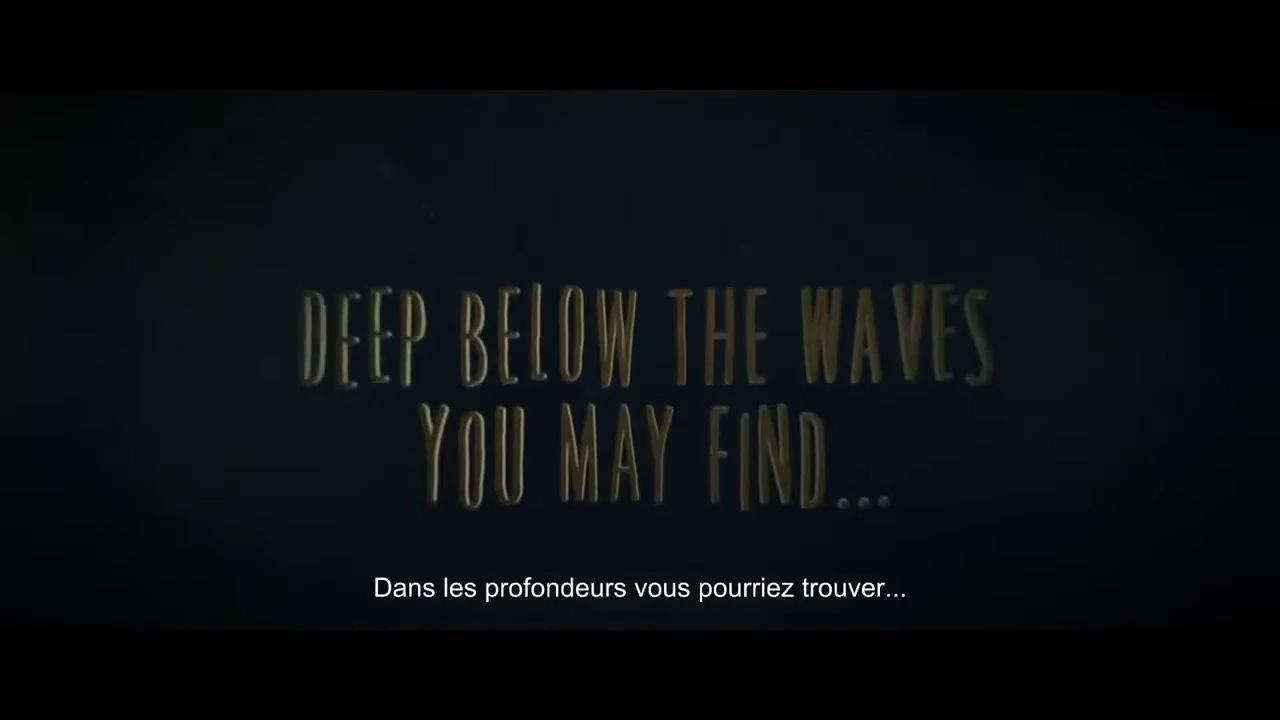 DEEP BELOW THE WAVES
YOU MAY FIND...
Dans les profondeurs vous pourriez trouver...